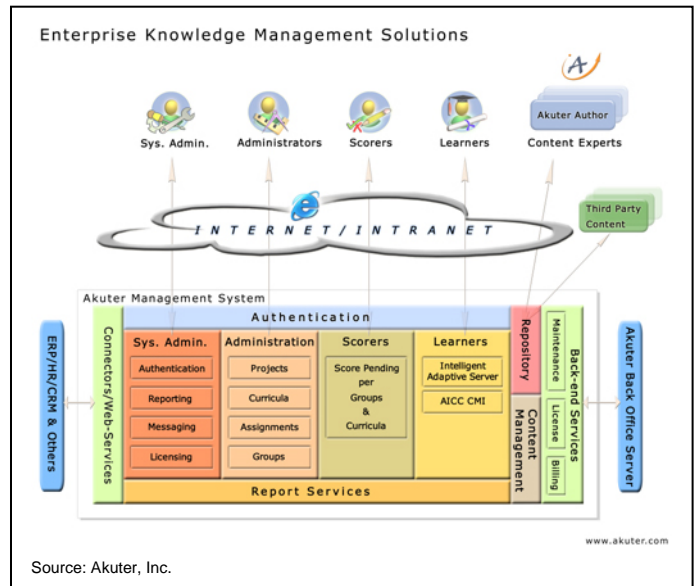 Enterprise Knowledge Management Solutions
A
Akuter Author
Sys. Admin.
Administrators
Scorers
Learners
Content Experts
Third Party
Content
INTERNET/INTRANET
Akuter Management System
Authentication
ERP/HR/CRM & Others
Connectors/Web-Services
Sys. Admin.
Authentication
Reporting
Messaging
Licensing
Administration
Projects
Curricula
Assignments
Groups
Scorers
Score Pending
per
Groups
&
Curricula
Learners
Intelligent
Adaptive Server
AICC CMI
Repository
Content
Management
Maintenance
License
Billing
Back-end Services
Akuter Back Office Server
Report Services
www.akuter.com
Source: Akuter, Inc.